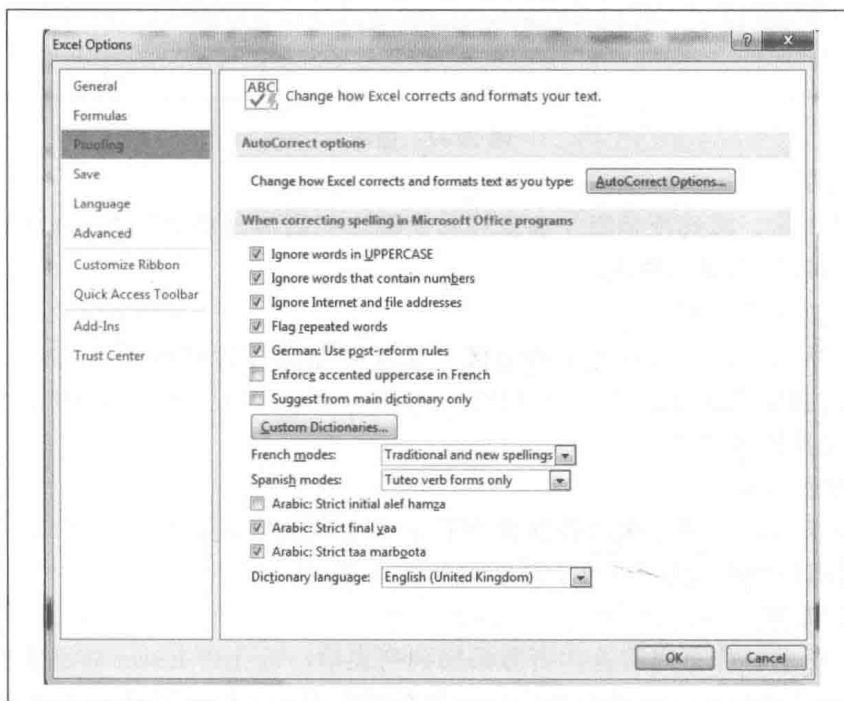 Excel Options
General
Formulas
Proofing
Save
Language
Advanced
Customize Ribbon
Quick Access Toolbar
Add-Ins
Trust Center
ABC
Change how Excel corrects and formats your text.
AutoCorrect options
Change how Excel corrects and formats text as you type: AutoCorrect Options...
When correcting spelling in Microsoft Office programs
Ignore words in UPPERCASE
Ignore words that contain numbers
Ignore Internet and file addresses
Flag repeated words
German: Use post-reform rules
Enforce accented uppercase in French
Suggest from main dictionary only
Custom Dictionaries...
French modes: Traditional and new spellings
Spanish modes: Tuteo verb forms only
Arabic: Strict initial alef hamza
Arabic: Strict final yaa
Arabic: Strict taa marboota
Dictionary language: English (United Kingdom)
OK Cancel